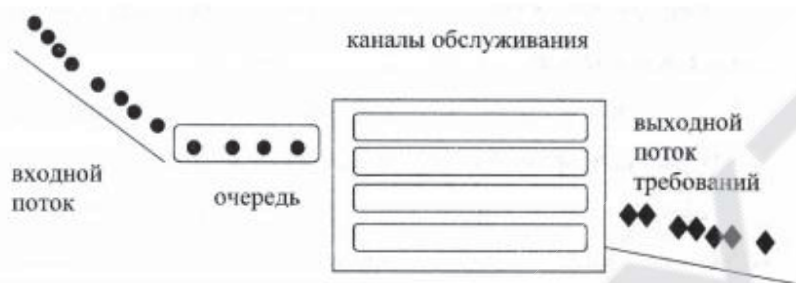 каналы обслуживания
выходной
поток
требований
входной
поток
очередь